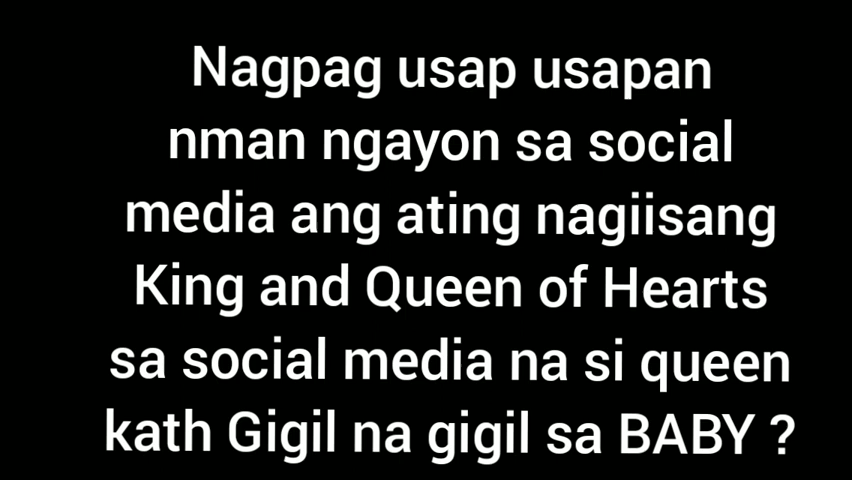 Nagpag usap usapan
nman ngayon sa social
media ang ating nagiisang
King and Queen of Hearts
sa social media na si queen
kath Gigil na gigil sa BABY ?